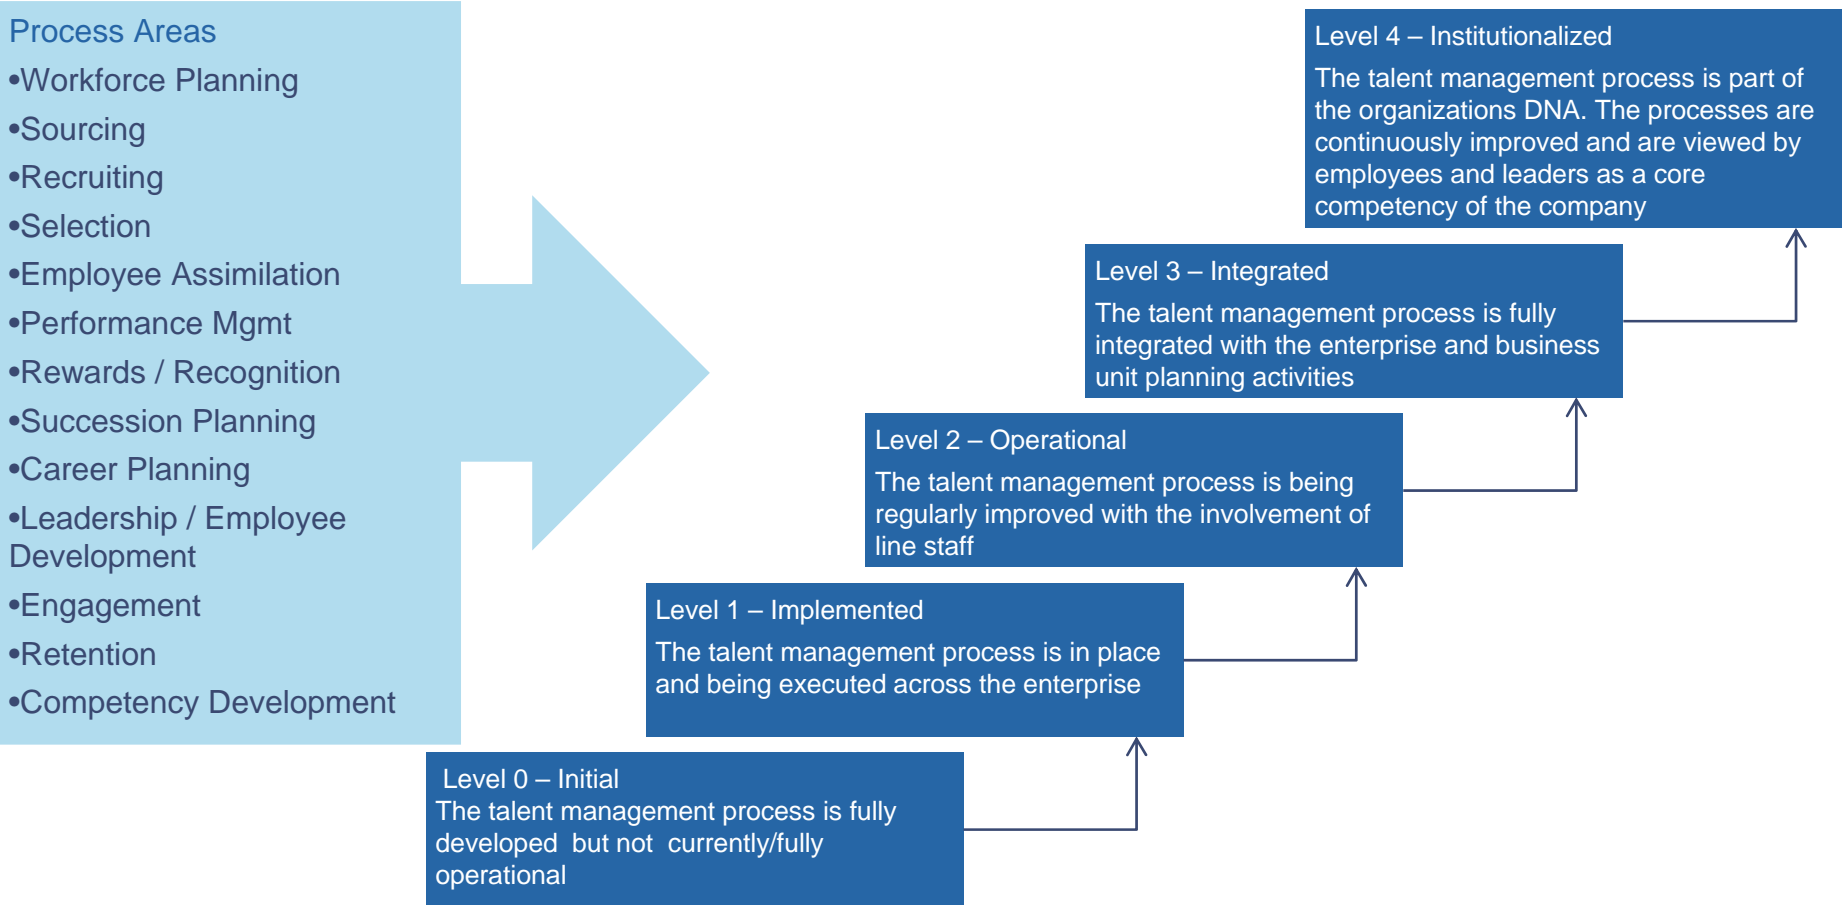 Process Areas
•Workforce Planning
•Sourcing
•Recruiting
•Selection
•Employee Assimilation
•Performance Mgmt
•Rewards / Recognition
•Succession Planning
•Career Planning
•Leadership / Employee
Development
•Engagement
•Retention
•Competency Development
Level 4 – Institutionalized
The talent management process is part of
the organizations DNA. The processes are
continuously improved and are viewed by
employees and leaders as a core
competency of the company
Level 3 – Integrated
The talent management process is fully
integrated with the enterprise and business
unit planning activities
Level 2 – Operational
The talent management process is being
regularly improved with the involvement of
line staff
Level 1 – Implemented
The talent management process is in place
and being executed across the enterprise
Level 0 – Initial
The talent management process is fully
developed  but not  currently/fully
operational